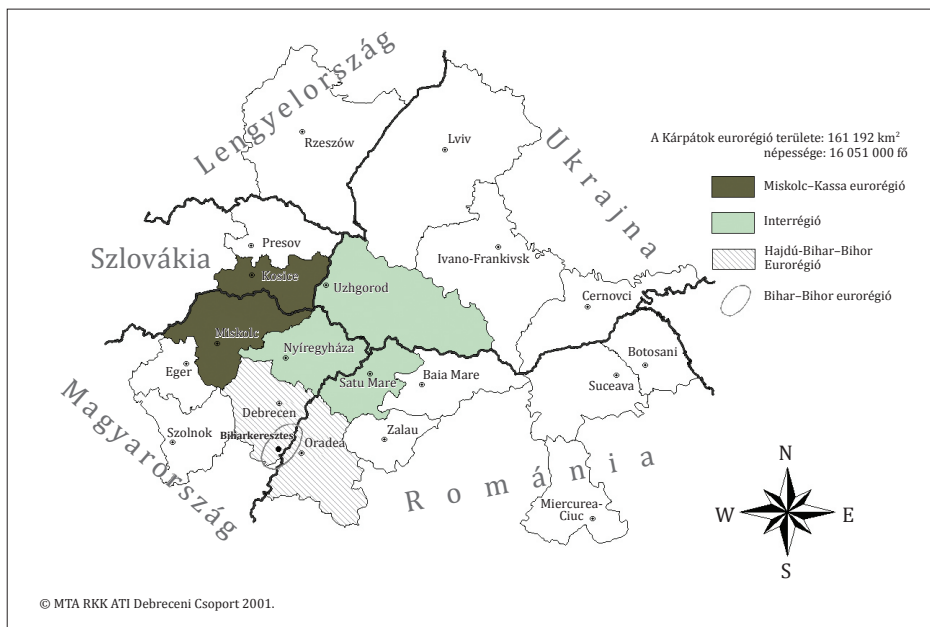 Lengyelország
Rzeszów
Lviv
Ukrajna
A Kárpátok eurorégió területe: 161 192 km²
népessége: 16 051 000 fő
Miskolc–Kassa eurorégió
Interrégió
Hajdú-Bihar–Bihor
Eurorégió
Bihar–Bihor eurorégió
Szlovákia
Presov
Kosice
Uzhgorod
Ivano-Frankivsk
Cernovci
Miskolc
Nyíregyháza
Eger
Satu Mare
Baia Mare
Botosani
Suceava
Magyarország
Debrecen
Szolnok
Biharkeresztes
Oradea
Zalau
Románia
Miercurea-
Ciuc
N
W
E
S
© MTA RKK ATI Debreceni Csoport 2001.